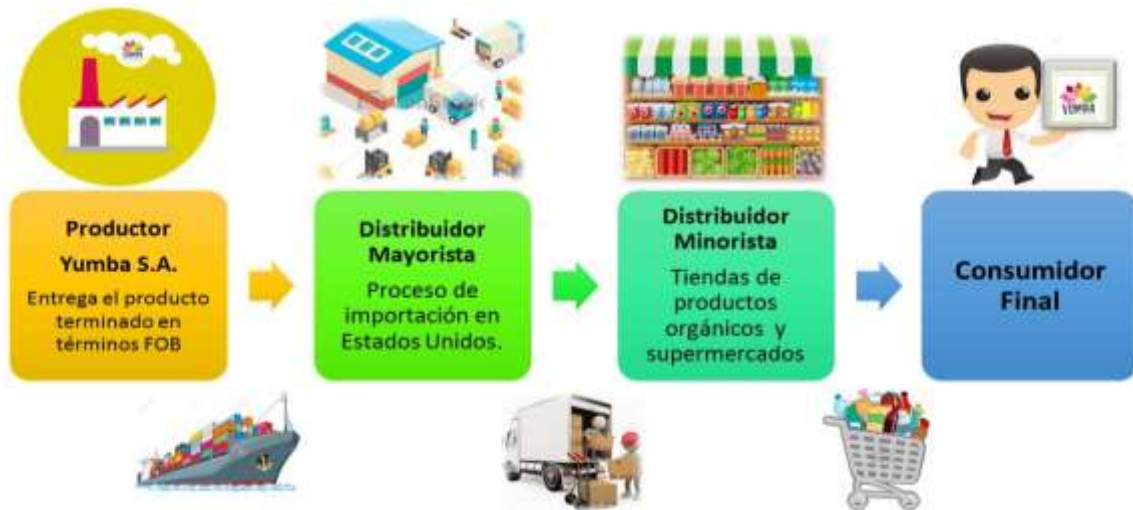 YUMBA
Productor
Yumba S.A.
Entrega el producto
terminado en
términos FOB
Distribuidor
Mayorista
Proceso de
importación en
Estados Unidos.
Distribuidor
Minorista
Tiendas de
productos
orgánicos y
supermercados
Consumidor
Final